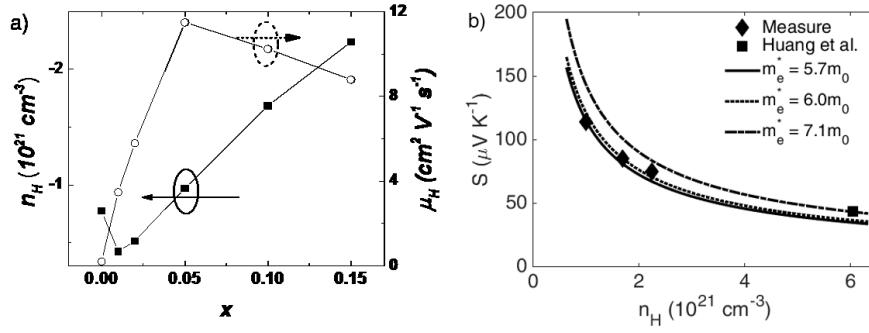 a)
-2
-1
n_H (10^21 cm^-3)
12
8
4
0
μ_H (cm^2 V^-1 s^-1)
0.00 0.05 0.10 0.15
x
b)
200
150
100
50
0
S (μV K^-1)
Measure
Huang et al.
m*_e = 5.7m_0
m*_e = 6.0m_0
m*_e = 7.1m_0
0 2 4 6
n_H (10^21 cm^-3)